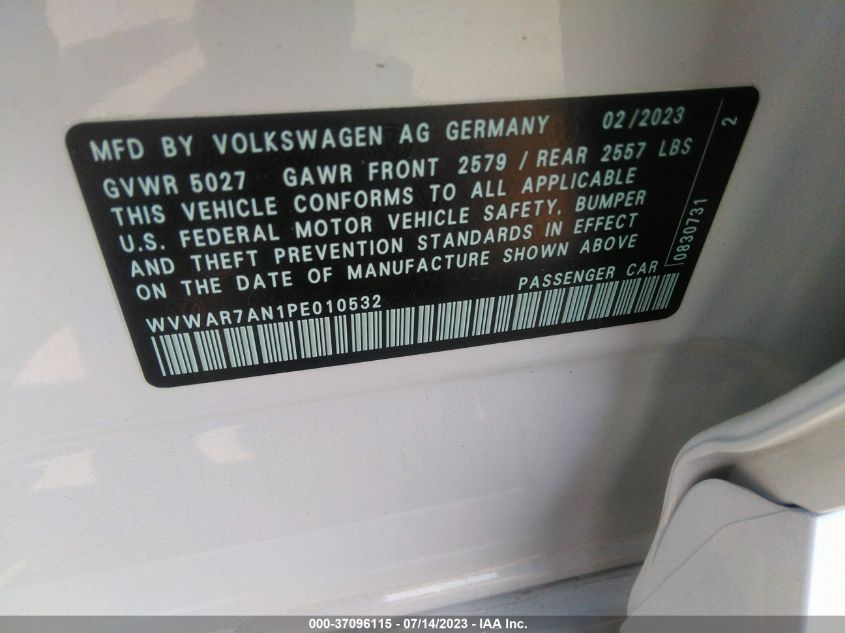 MFD BY VOLKSWAGEN AG GERMANY 02/2023
GVWR 5027 GAWR FRONT 2579 / REAR 2557 LBS
THIS VEHICLE CONFORMS TO ALL APPLICABLE
U.S. FEDERAL MOTOR VEHICLE SAFETY, BUMPER
AND THEFT PREVENTION STANDARDS IN EFFECT
ON THE DATE OF MANUFACTURE SHOWN ABOVE
WVWAR7AN1PE010532 PASSENGER CAR
0830731 2
000-37096115 - 07/14/2023 - IAA Inc.